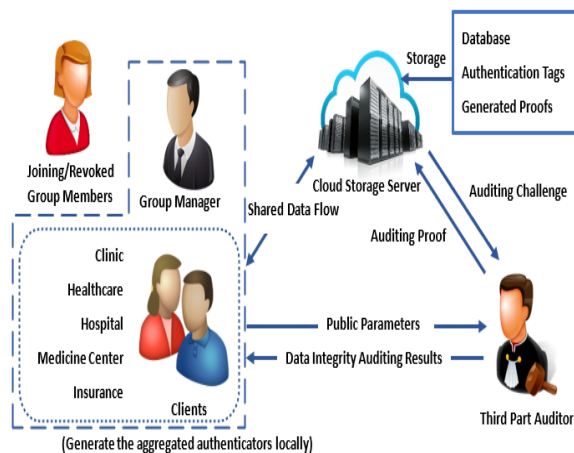 Database
Storage
Authentication Tags
Generated Proofs
Joining/Revoked
Group Members
Group Manager
Cloud Storage Server
Auditing Challenge
Shared Data Flow
Auditing Proof
Clinic
Healthcare
Hospital
Public Parameters
Medicine Center
Data Integrity Auditing Results
Insurance
Clients
Third Part Auditor
(Generate the aggregated authenticators locally)